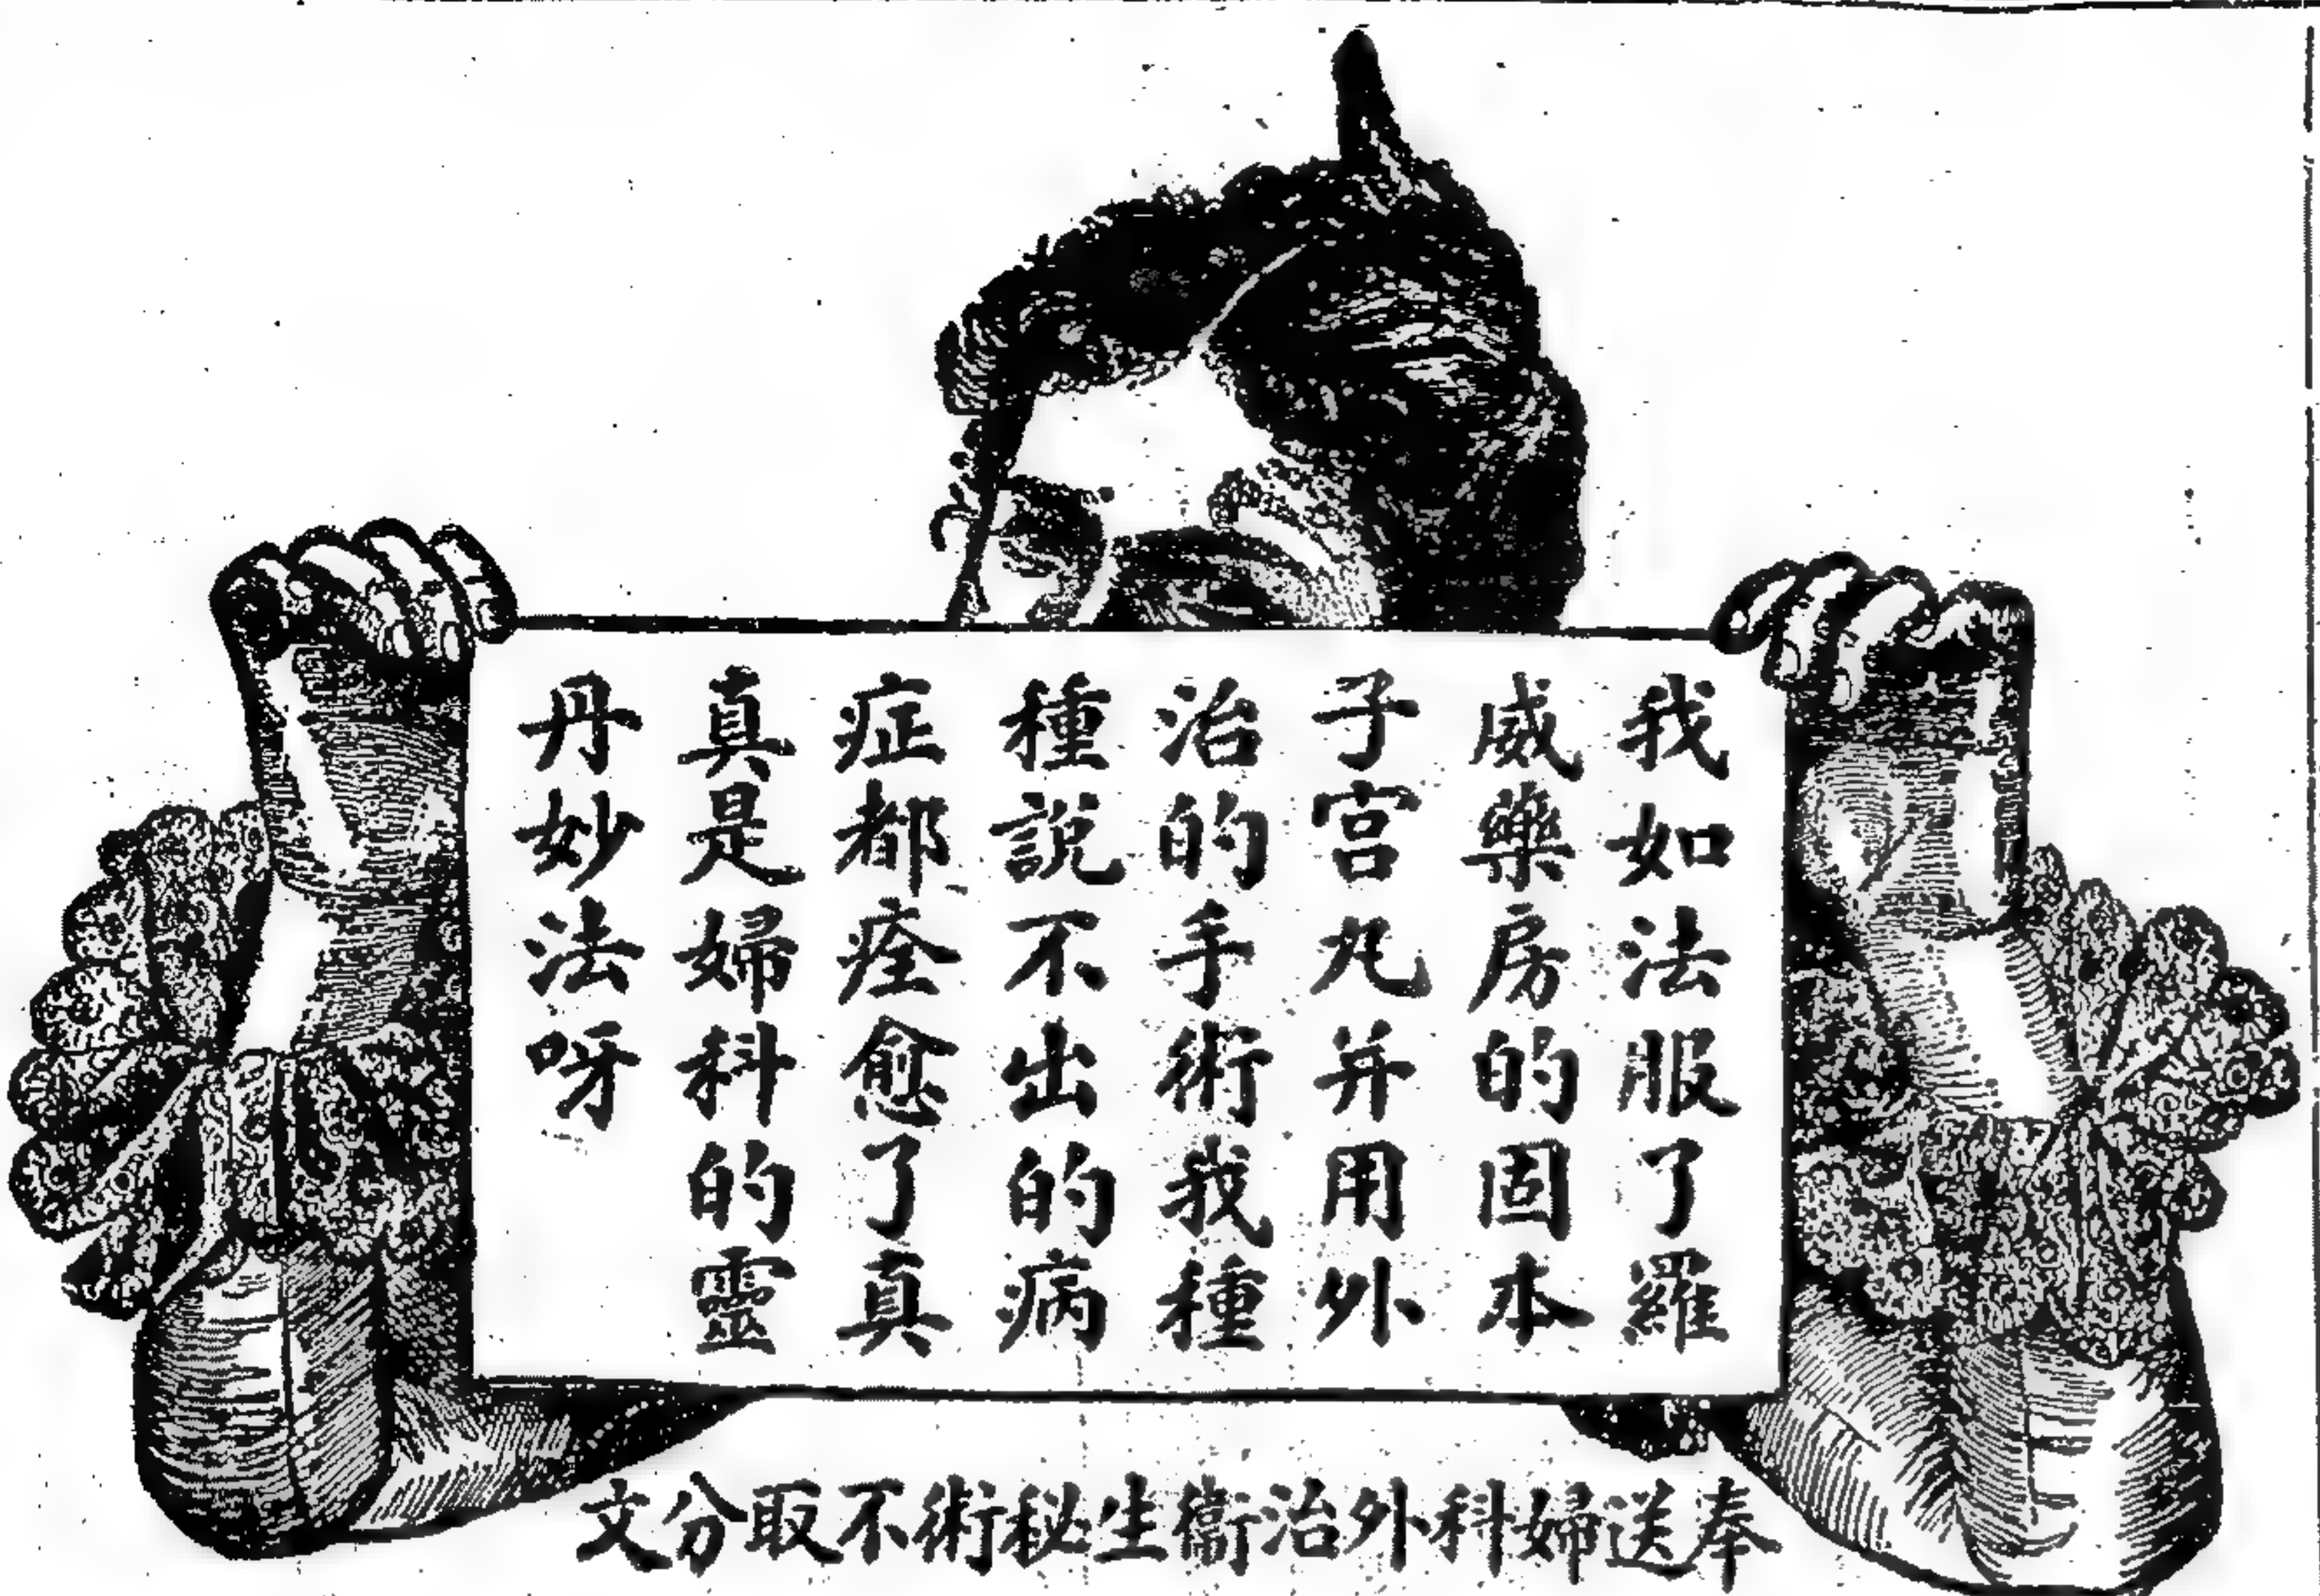 我如法服了羅
威藥房的固本
子宮丸并用外
治的手術我種
種説不出的病
症都痊愈了真
真是婦科的靈
丹妙法呀
奉送婦科外治衛生秘術不取分文